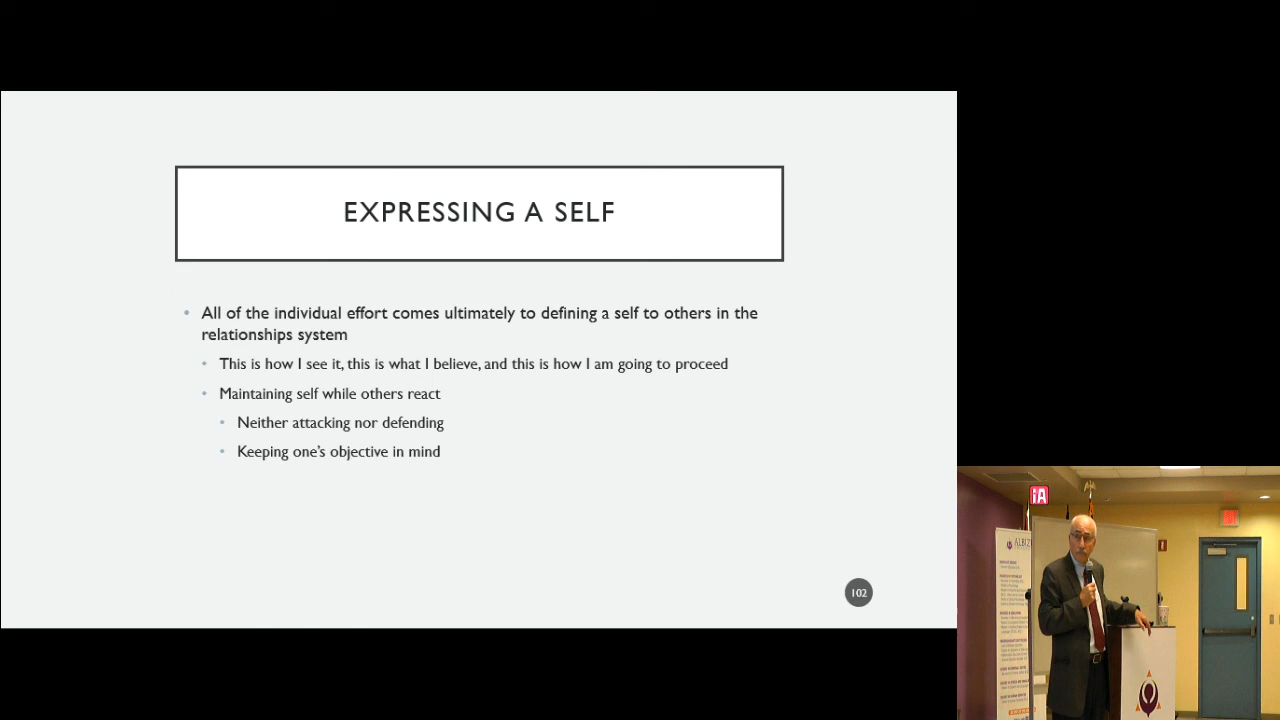 EXPRESSING A SELF
All of the individual effort comes ultimately to defining a self to others in the
relationships system
This is how I see it, this is what I believe, and this is how I am going to proceed
Maintaining self while others react
Neither attacking nor defending
Keeping one's objective in mind
102
iA
ALBIZ